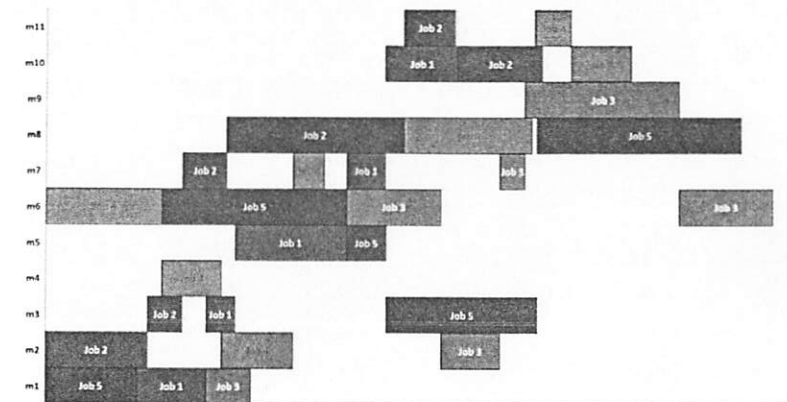 m11 Job 2
m10 Job 1 Job 2
m9 Job 3
m8 Job 2 Job 5
m7 Job 2 Job 1 Job 3
m6 Job 5 Job 3 Job 3
m5 Job 1 Job 5
m4
m3 Job 2 Job 1 Job 5
m2 Job 2 Job 3
m1 Job 5 Job 1 Job 3